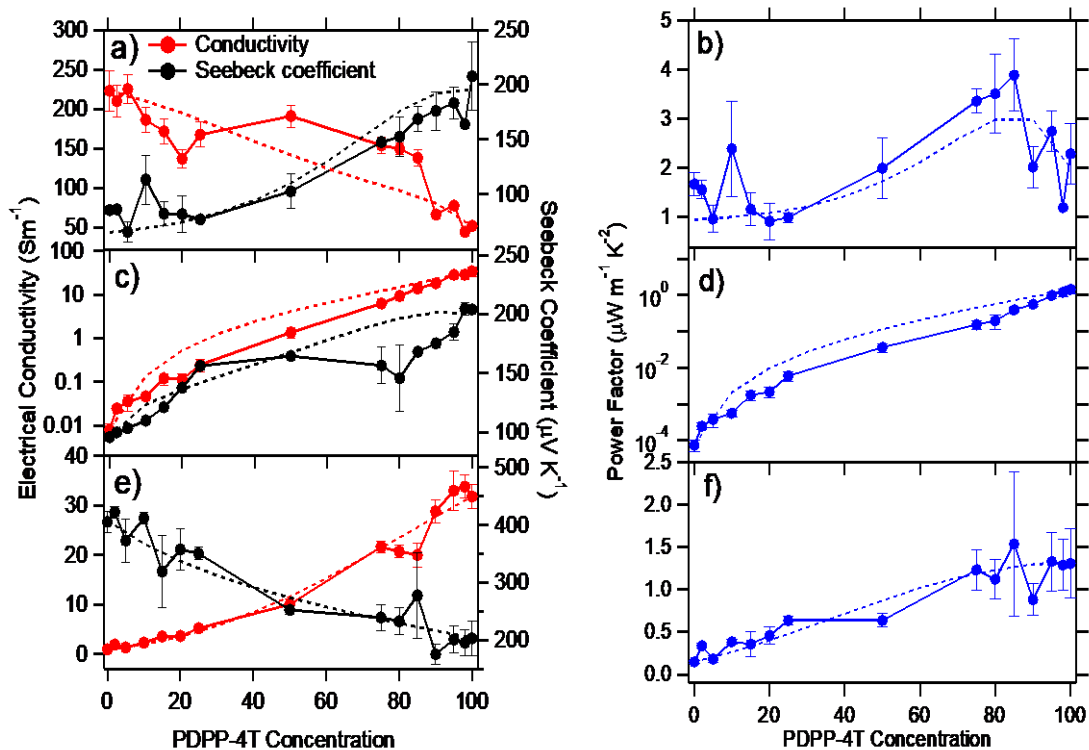 a)
Conductivity
Seebeck coefficient
300
250
200
150
100
50
250
200
150
100
c)
100
10
1
0.1
0.01
250
200
150
100
e)
40
30
20
10
0
500
400
300
200
0 20 40 60 80 100
PDPP-4T Concentration
Electrical Conductivity (Sm⁻¹)
Seebeck Coefficient (µV K⁻¹)
b)
5
4
3
2
1
0
d)
10⁰
10⁻²
10⁻⁴
f)
2.5
2.0
1.5
1.0
0.5
0.0
0 20 40 60 80 100
PDPP-4T Concentration
Power Factor (µW m⁻¹ K⁻²)